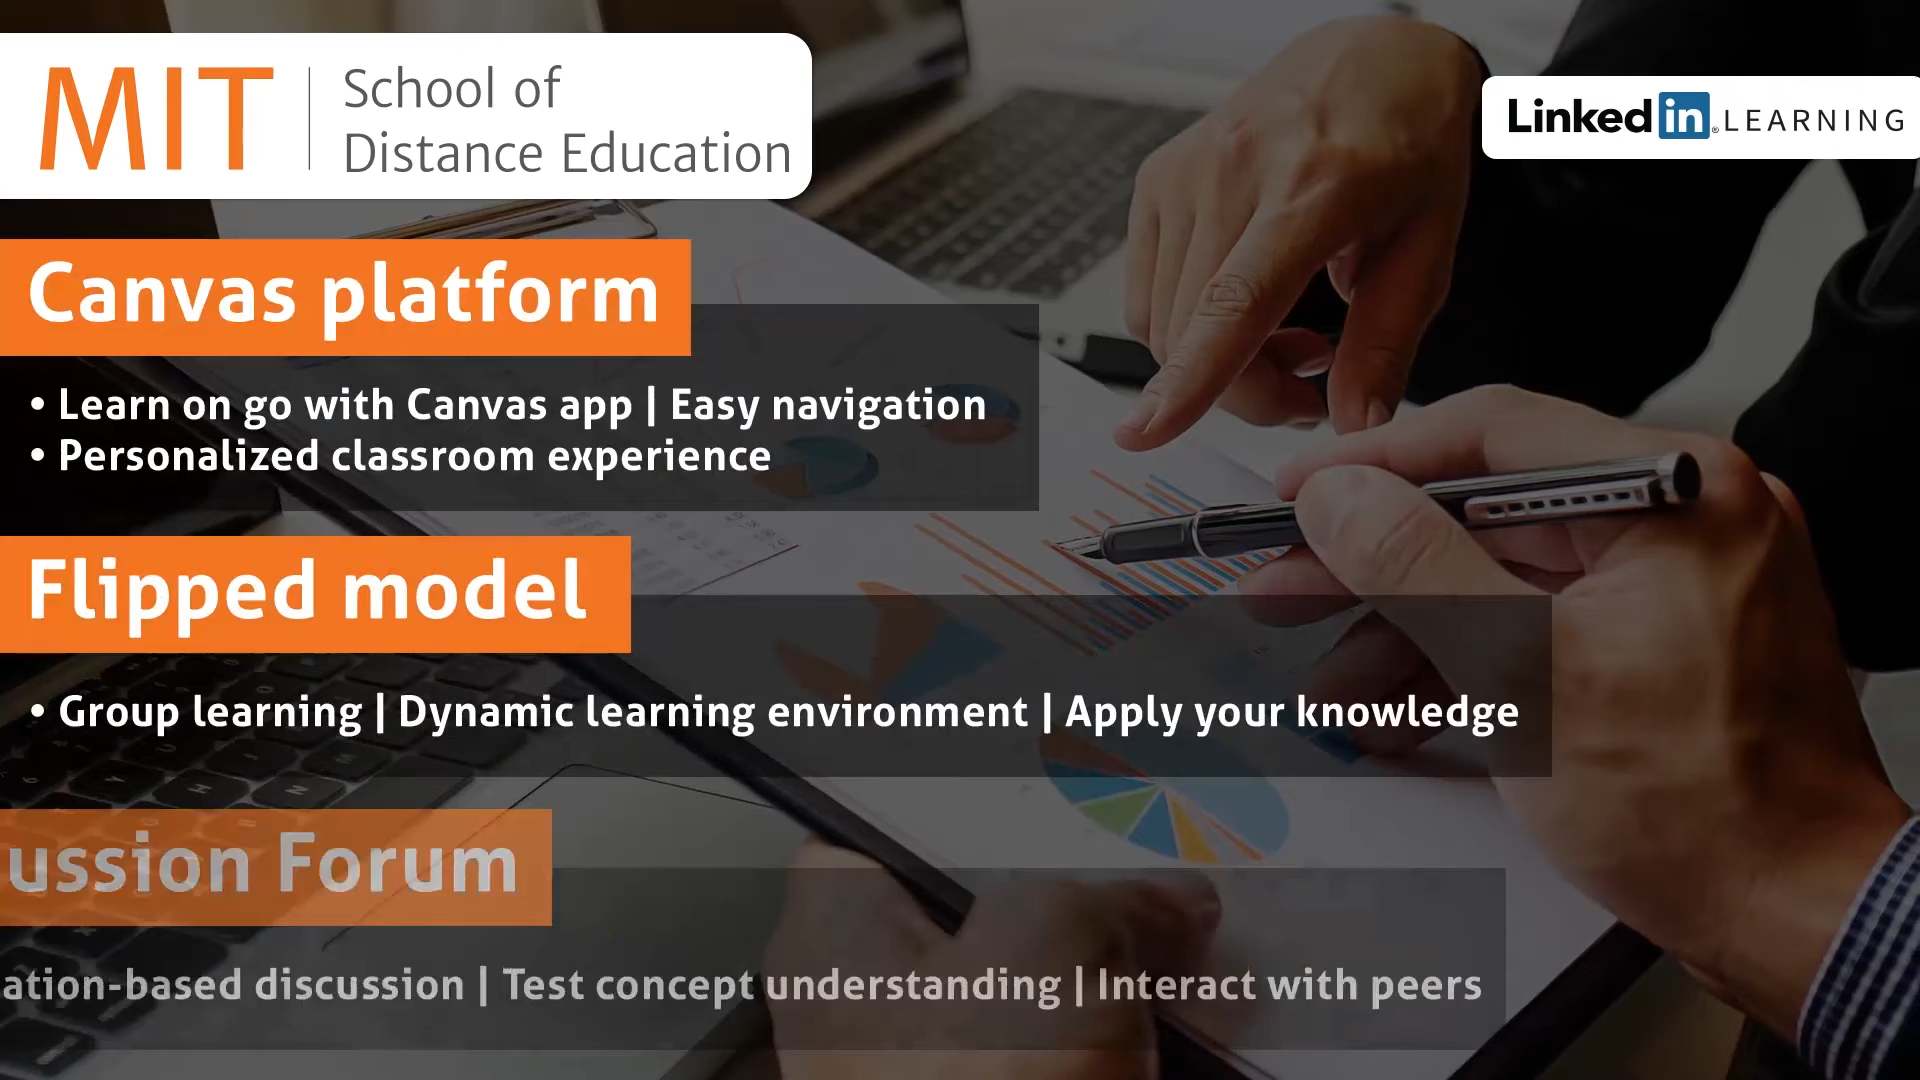 MIT
School of
Distance Education
Linked in ® LEARNING
Canvas platform
• Learn on go with Canvas app | Easy navigation
• Personalized classroom experience
Flipped model
• Group learning | Dynamic learning environment | Apply your knowledge
ussion Forum
ation-based discussion | Test concept understanding | Interact with peers